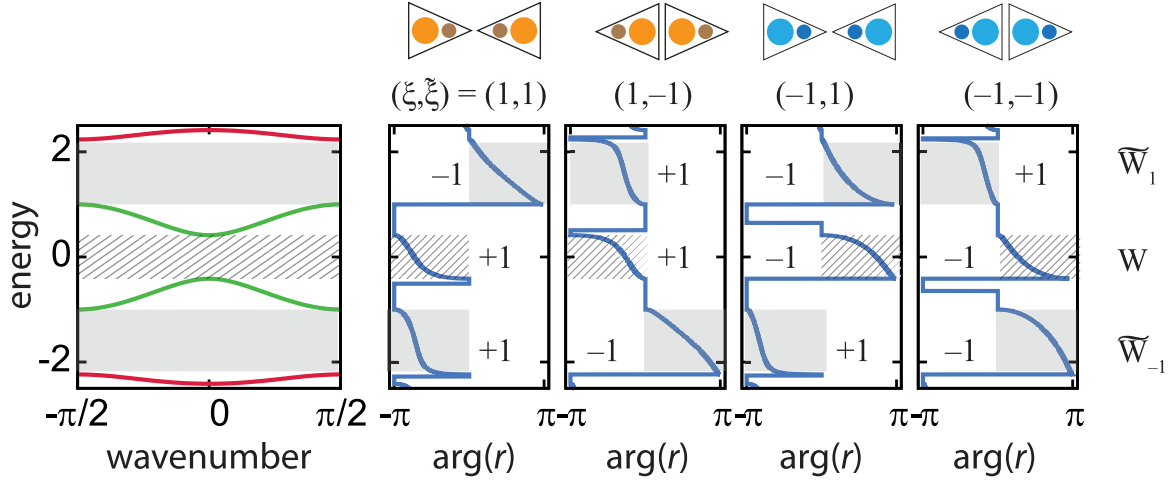 (ξ,ξ̃) = (1,1) (1,−1) (−1,1) (−1,−1)
2 −1 +1 −1 +1 W̃₁
0 +1 +1 −1 −1 W
-2 +1 −1 +1 −1 W̃₋₁
energy
-π/2 0 π/2 -π π-π π-π π-π π
wavenumber arg(r) arg(r) arg(r) arg(r)